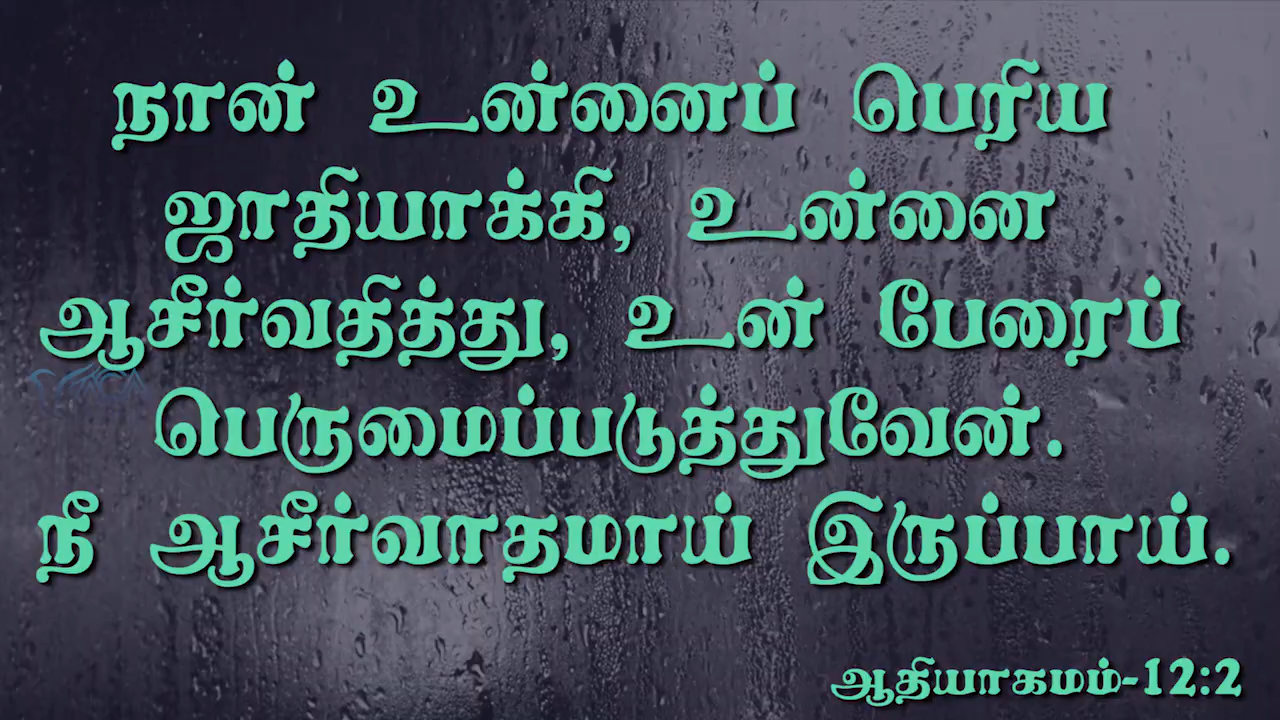 நான் உன்னைப் பெரிய
ஜாதியாக்கி, உன்னை
ஆசீர்வதித்து, உன் பேரைப்
பெருமைப்படுத்துவேன்.
நீ ஆசீர்வாதமாய் இருப்பாய்.
ஆதியாகமம்-12:2